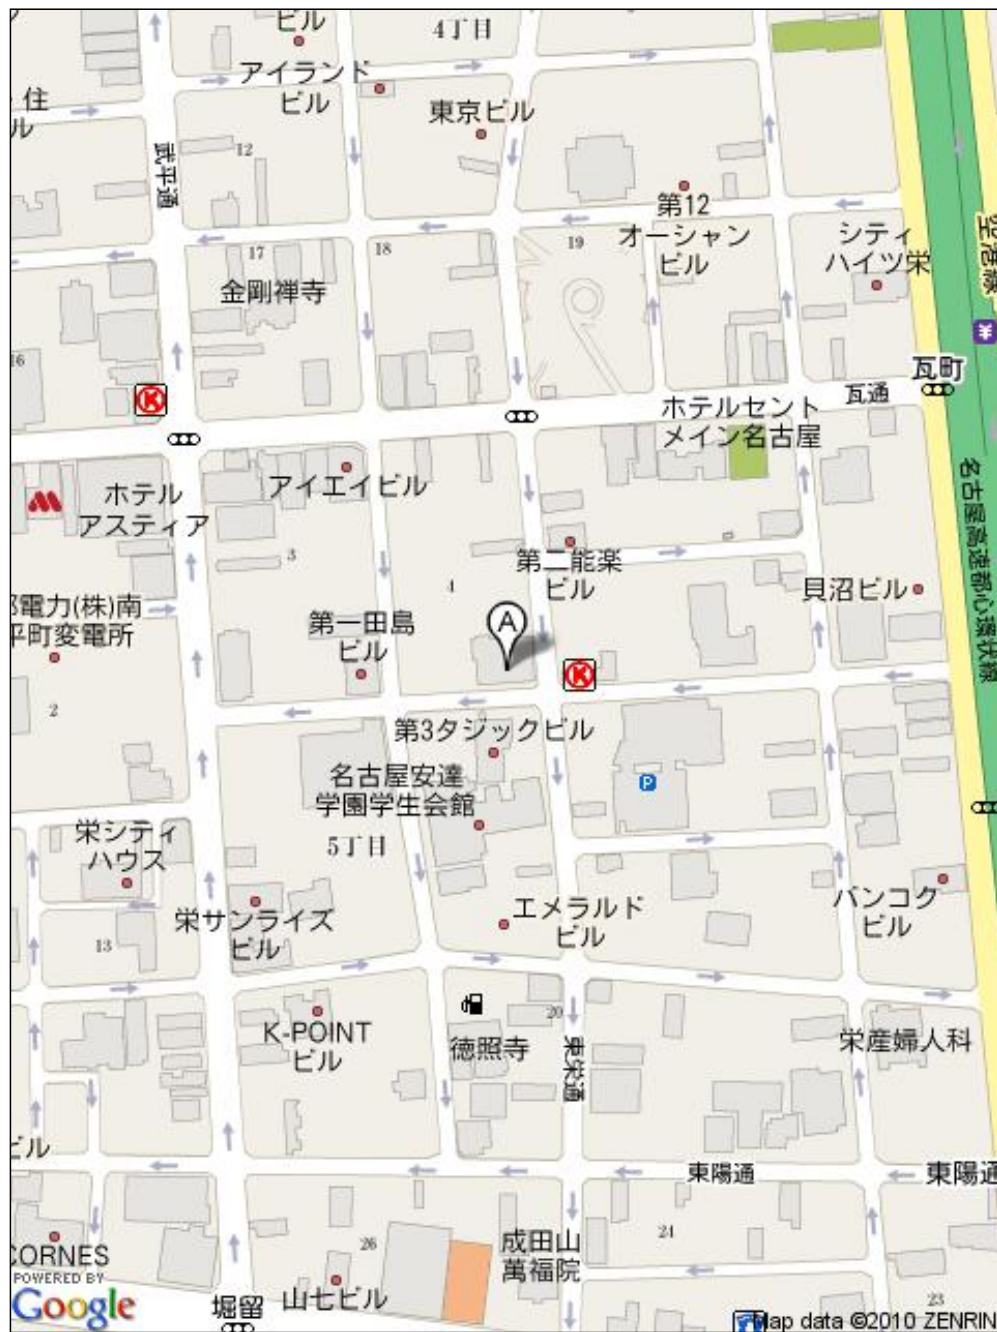 ビル
4丁目
アイランド
ビル
東京ビル
住
ル
武平通
12
第12
オーシャン
ビル
シティ
ハイツ栄
空港線
17
18
19
金剛禅寺
16
瓦町
瓦通
ホテルセント
メイン名古屋
K
ホテル
アスティア
アイエイビル
名古屋高速都心環状線
3
4
第二能楽
ビル
貝沼ビル
電力(株)南
平町変電所
第一田島
ビル
A
K
2
第3タジックビル
名古屋安達
学園学生会館
P
5丁目
栄シティ
ハウス
栄サンライズ
ビル
エメラルド
ビル
バンコク
ビル
13
K-POINT
ビル
20
徳照寺
東栄通
栄産婦人科
ビル
東陽通
東陽通
CORNES
26
成田山
萬福院
24
POWERED BY
Google
堀留
山七ビル
23
Map data ©2010 ZENRIN